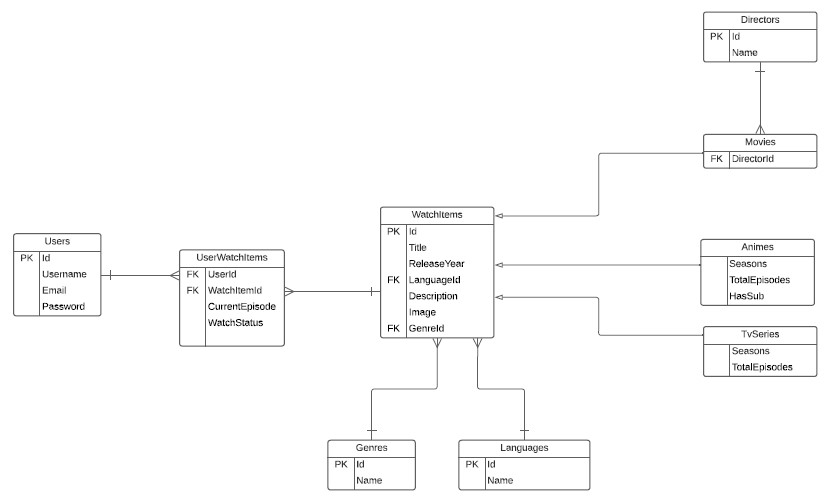 Directors
PK Id
Name
Movies
FK DirectorId
WatchItems
PK Id
Title
ReleaseYear
FK LanguageId
Description
Image
FK GenreId
Users
PK Id
Username
Email
Password
UserWatchItems
FK UserId
FK WatchItemId
CurrentEpisode
WatchStatus
Animes
Seasons
TotalEpisodes
HasSub
TvSeries
Seasons
TotalEpisodes
Genres
PK Id
Name
Languages
PK Id
Name